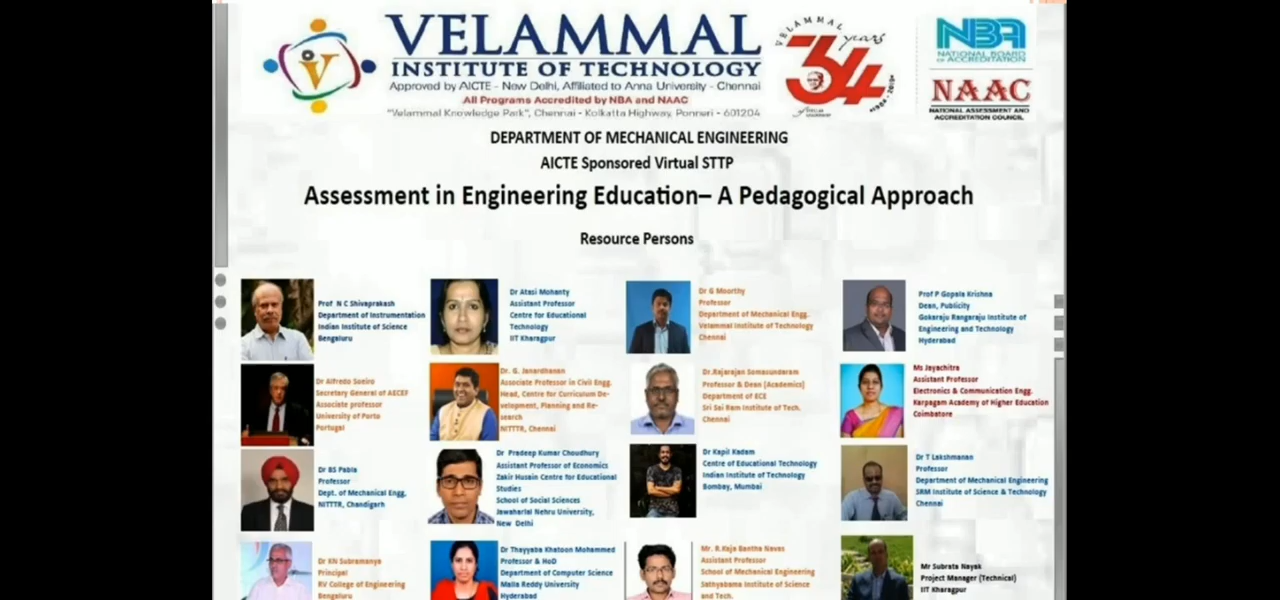 VELAMMAL
INSTITUTE OF TECHNOLOGY
Approved by AICTE - New Delhi, Affiliated to Anna University - Chennai
All Programs Accredited by NBA and NAAC
"Velammal Knowledge Park", Chennai - Kolkatta Highway, Ponneri - 601204
V
VELAMMAL
34 years
NBA
NATIONAL BOARD
OF ACCREDITATION
NAAC
NATIONAL ASSESSMENT AND
ACCREDITATION COUNCIL
DEPARTMENT OF MECHANICAL ENGINEERING
AICTE Sponsored Virtual STTP
Assessment in Engineering Education– A Pedagogical Approach
Resource Persons
Prof N C Shivaprakash
Department of Instrumentation
Indian Institute of Science
Bengaluru
Dr Atasi Mohanty
Assistant Professor
Centre for Educational
Technology
IIT Kharagpur
Dr G Moorthy
Professor
Department of Mechanical Engg.
Velammal Institute of Technology
Chennai
Prof P Gopala Krishna
Dean, Publicity
Gokaraju Rangaraju Institute of
Engineering and Technology
Hyderabad
Dr Alfredo Soeiro
Secretary General of AECEF
Associate professor
University of Porto
Portugal
Dr. G. Janardhanan
Associate Professor in Civil Engg.
Head, Centre for Curriculum De-
velopment, Planning and Re-
search
NITTTR, Chennai
Dr.Rajarajan Somasundaram
Professor & Dean (Academics)
Department of ECE
Sri Sai Ram Institute of Tech.
Chennai
Ms Jayachitra
Assistant Professor
Electronics & Communication Engg.
Karpagam Academy of Higher Education
Coimbatore
Dr BS Pabla
Professor
Dept. of Mechanical Engg,
NITTTR, Chandigarh
Dr Pradeep Kumar Choudhury
Assistant Professor of Economics
Zakir Husain Centre for Educational
Studies
School of Social Sciences
Jawaharlal Nehru University,
New Delhi
Dr Kapil Kadam
Centre of Educational Technology
Indian Institute of Technology
Bombay, Mumbai
Dr T Lakshmanan
Professor
Department of Mechanical Engineering
SRM Institute of Science & Technology
Chennai
Dr KN Subramanya
Principal
RV College of Engineering
Bengaluru
Dr Thayyaba Khatoon Mohammed
Professor & HoD
Department of Computer Science
Malla Reddy University
Hyderabad
Mr. R.Kaja Bantha Navas
Assistant Professor
School of Mechanical Engineering
Sathyabama Institute of Science
and Tech.
Mr Subrata Nayak
Project Manager (Technical)
IIT Kharagpur